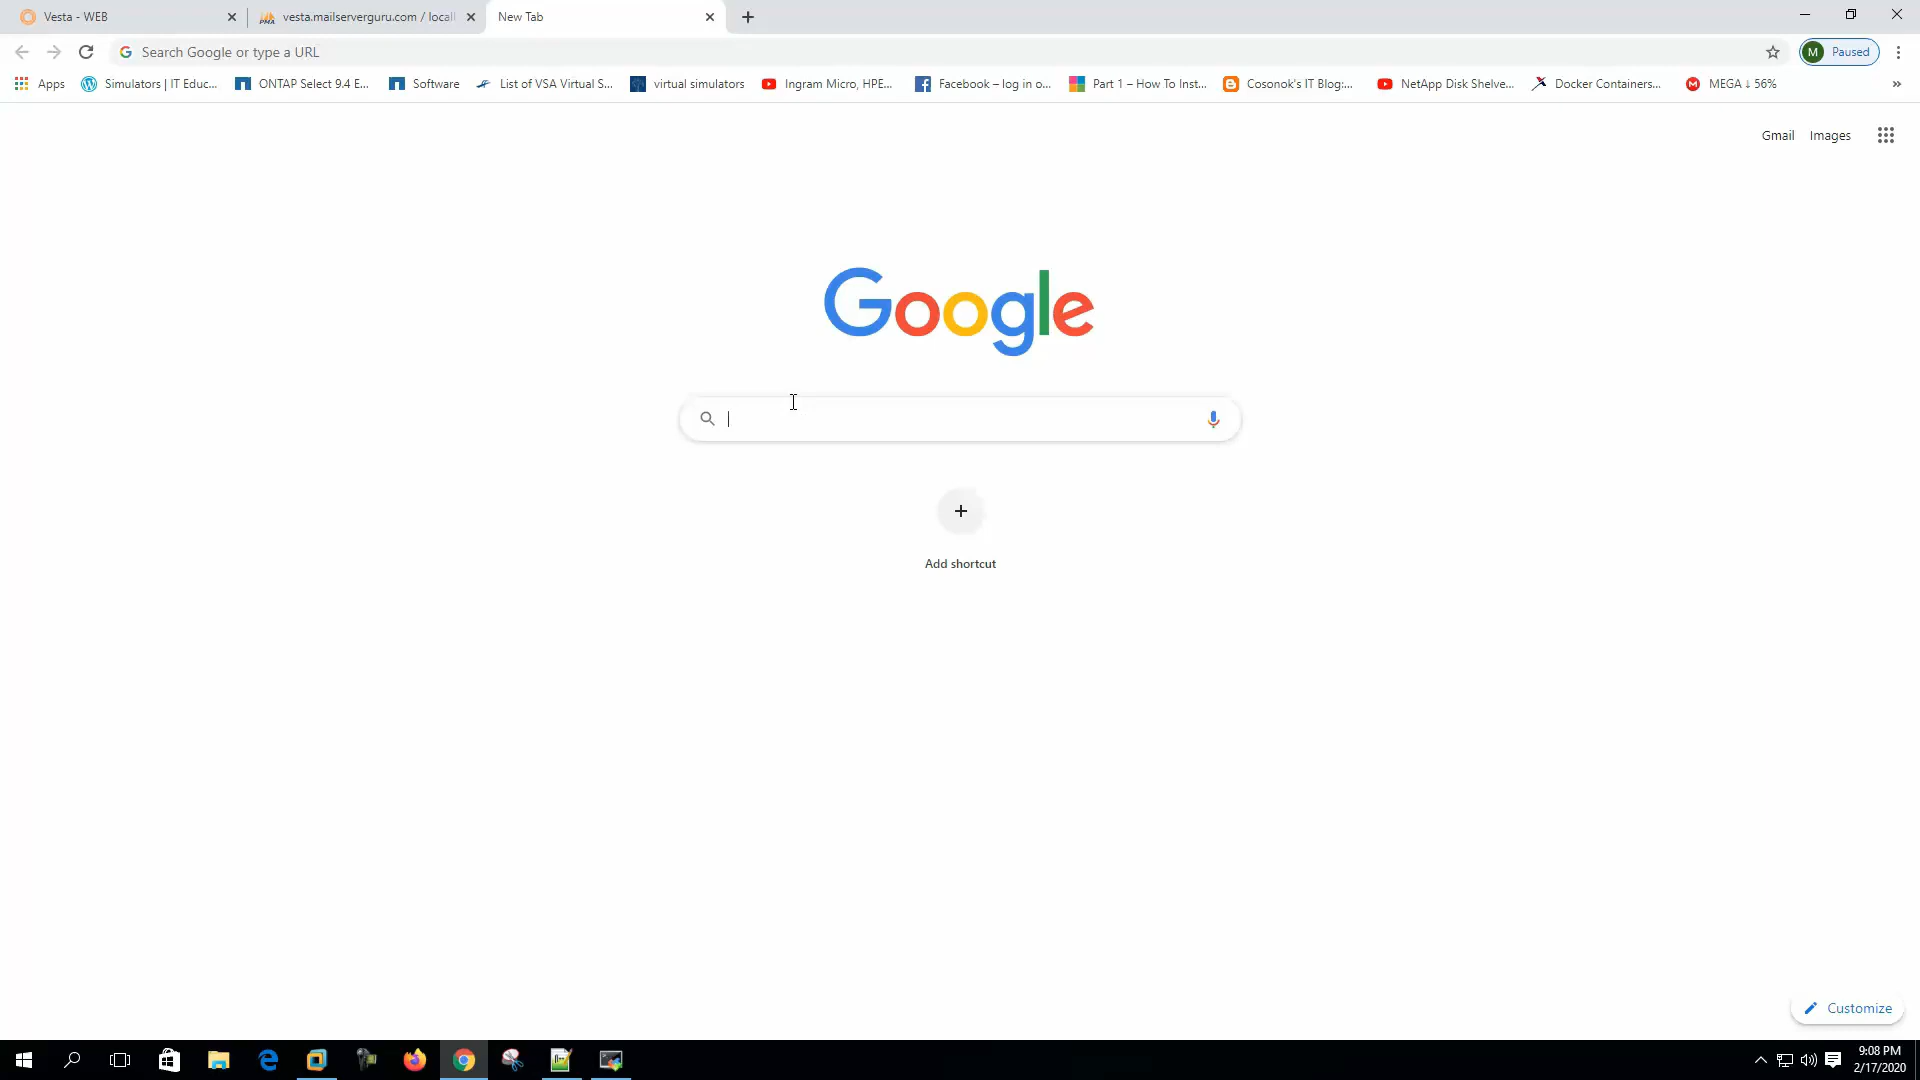 Vesta - WEB
vesta.mailserverguru.com / locall
New Tab
Search Google or type a URL
M Paused
Apps
Simulators | IT Educ...
ONTAP Select 9.4 E...
Software
List of VSA Virtual S...
virtual simulators
Ingram Micro, HPE...
Facebook – log in o...
Part 1 – How To Inst...
Cosonok's IT Blog:...
NetApp Disk Shelve...
Docker Containers...
MEGA ↓ 56%
»
Gmail Images
Google
Add shortcut
Customize
9:08 PM
2/17/2020